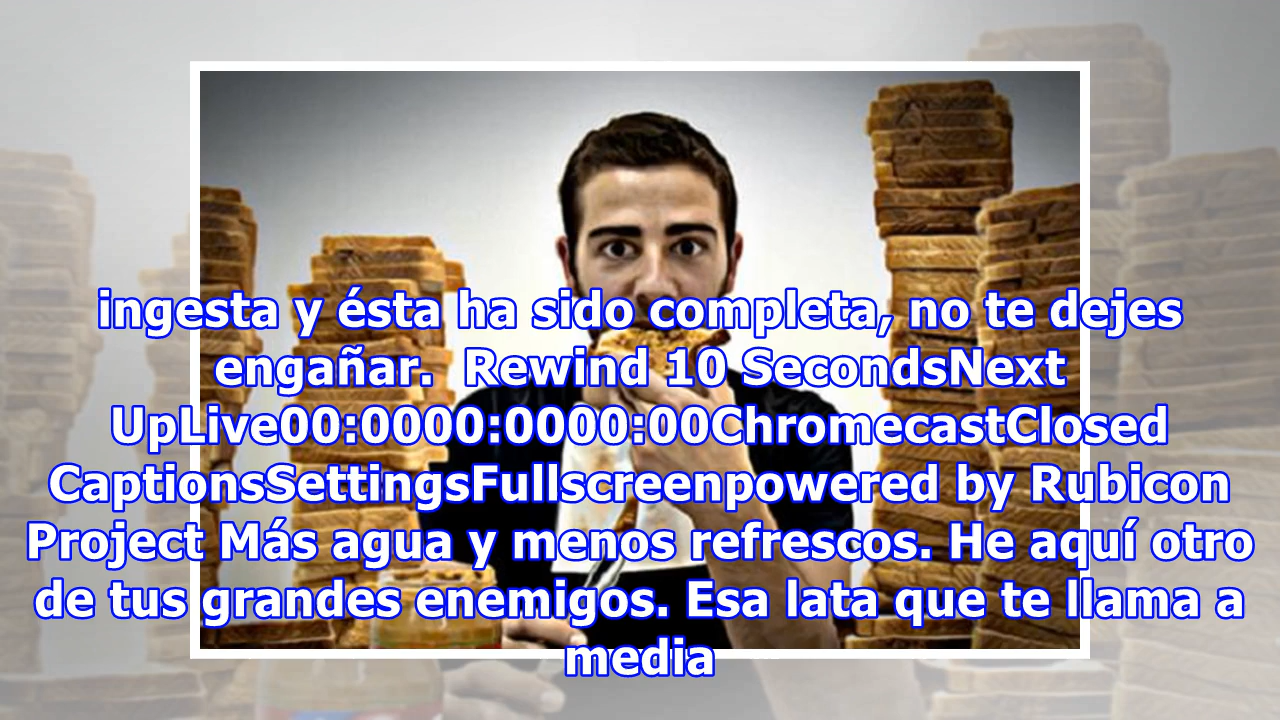 ingesta y ésta ha sido completa, no te dejes
engañar.  Rewind 10 SecondsNext
UpLive00:0000:0000:00ChromecastClosed
CaptionsSettingsFullscreenpowered by Rubicon
Project Más agua y menos refrescos. He aquí otro
de tus grandes enemigos. Esa lata que te llama a
media